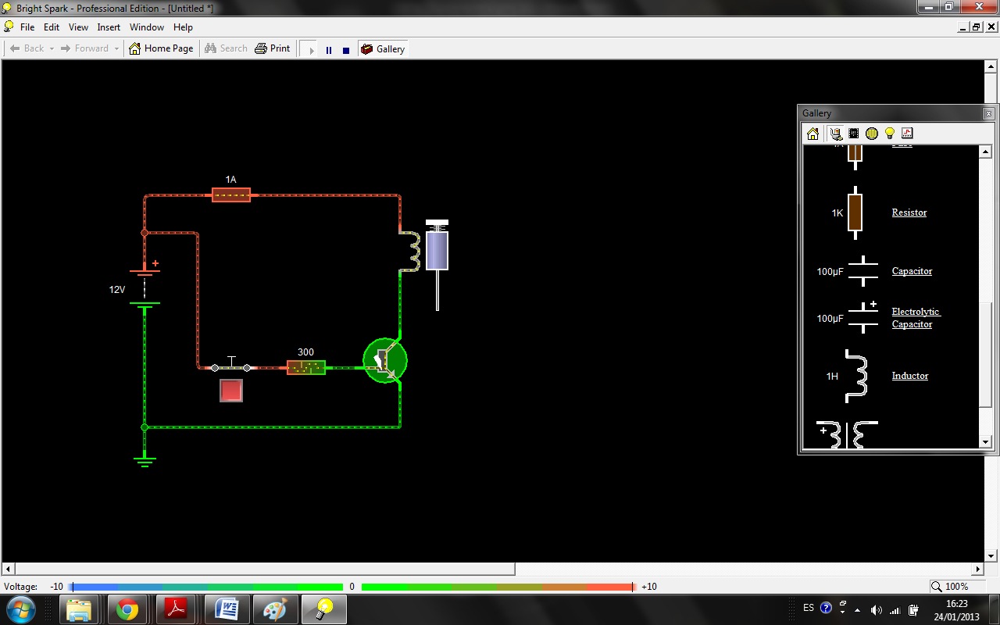 Bright Spark - Professional Edition - [Untitled *]
File Edit View Insert Window Help
Back Forward Home Page Search Print Gallery
Gallery
1K Resistor
100µF Capacitor
100µF Electrolytic
Capacitor
1H Inductor
1A
+
12V
300
+
+
Voltage: -10 0 +10 100%
ES 16:23
24/01/2013